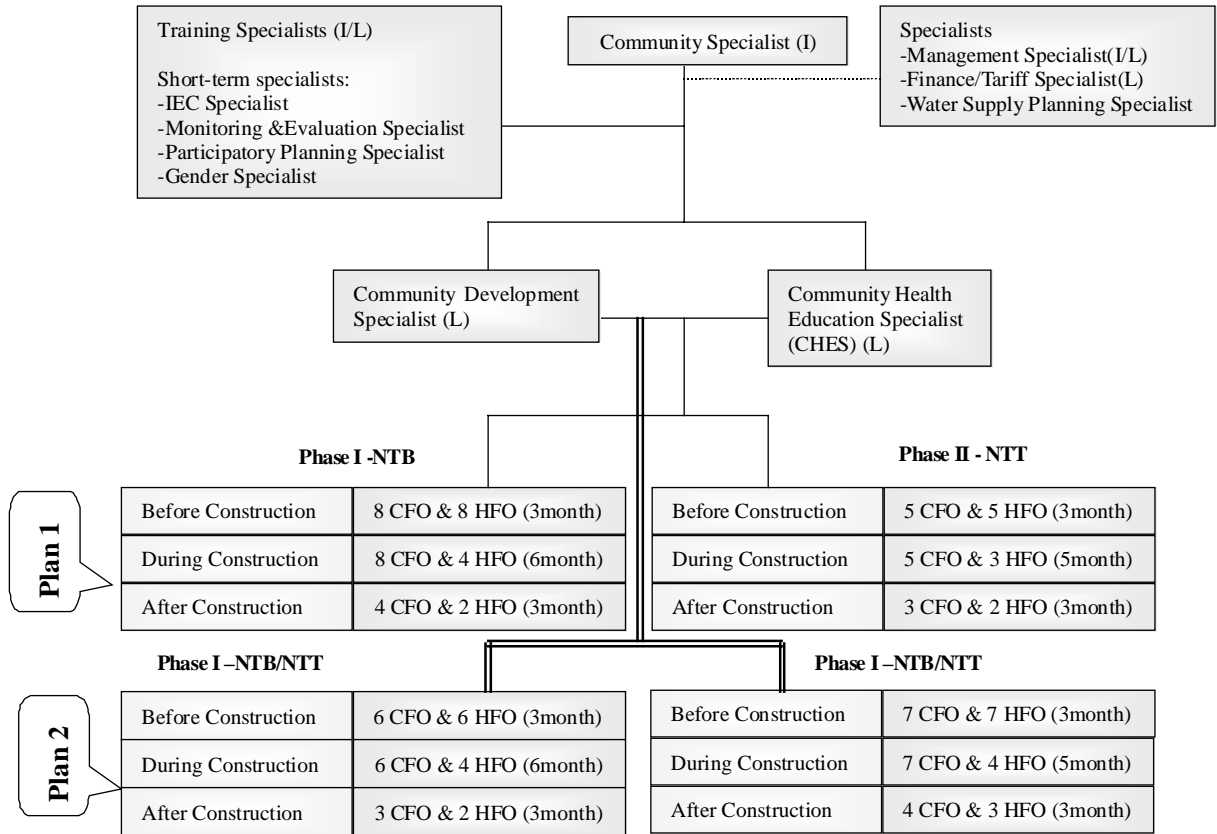 Training Specialists (I/L)
Short-term specialists:
-IEC Specialist
-Monitoring &Evaluation Specialist
-Participatory Planning Specialist
-Gender Specialist
Community Specialist (I)
Specialists
-Management Specialist(I/L)
-Finance/Tariff Specialist(L)
-Water Supply Planning Specialist
Community Development
Specialist (L)
Community Health
Education Specialist
(CHES) (L)
Plan 1
Phase I -NTB
Before Construction 8 CFO & 8 HFO (3month)
During Construction 8 CFO & 4 HFO (6month)
After Construction 4 CFO & 2 HFO (3month)
Phase II - NTT
Before Construction 5 CFO & 5 HFO (3month)
During Construction 5 CFO & 3 HFO (5month)
After Construction 3 CFO & 2 HFO (3month)
Plan 2
Phase I –NTB/NTT
Before Construction 6 CFO & 6 HFO (3month)
During Construction 6 CFO & 4 HFO (6month)
After Construction 3 CFO & 2 HFO (3month)
Phase I –NTB/NTT
Before Construction 7 CFO & 7 HFO (3month)
During Construction 7 CFO & 4 HFO (5month)
After Construction 4 CFO & 3 HFO (3month)